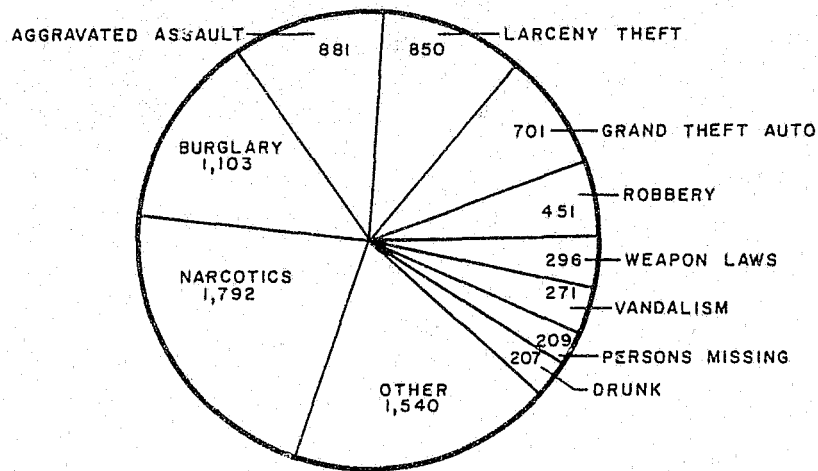 AGGRAVATED ASSAULT
881
850
LARCENY THEFT
701
GRAND THEFT AUTO
BURGLARY
1,103
451
ROBBERY
296
WEAPON LAWS
NARCOTICS
1,792
271
VANDALISM
209
PERSONS MISSING
207
DRUNK
OTHER
1,540